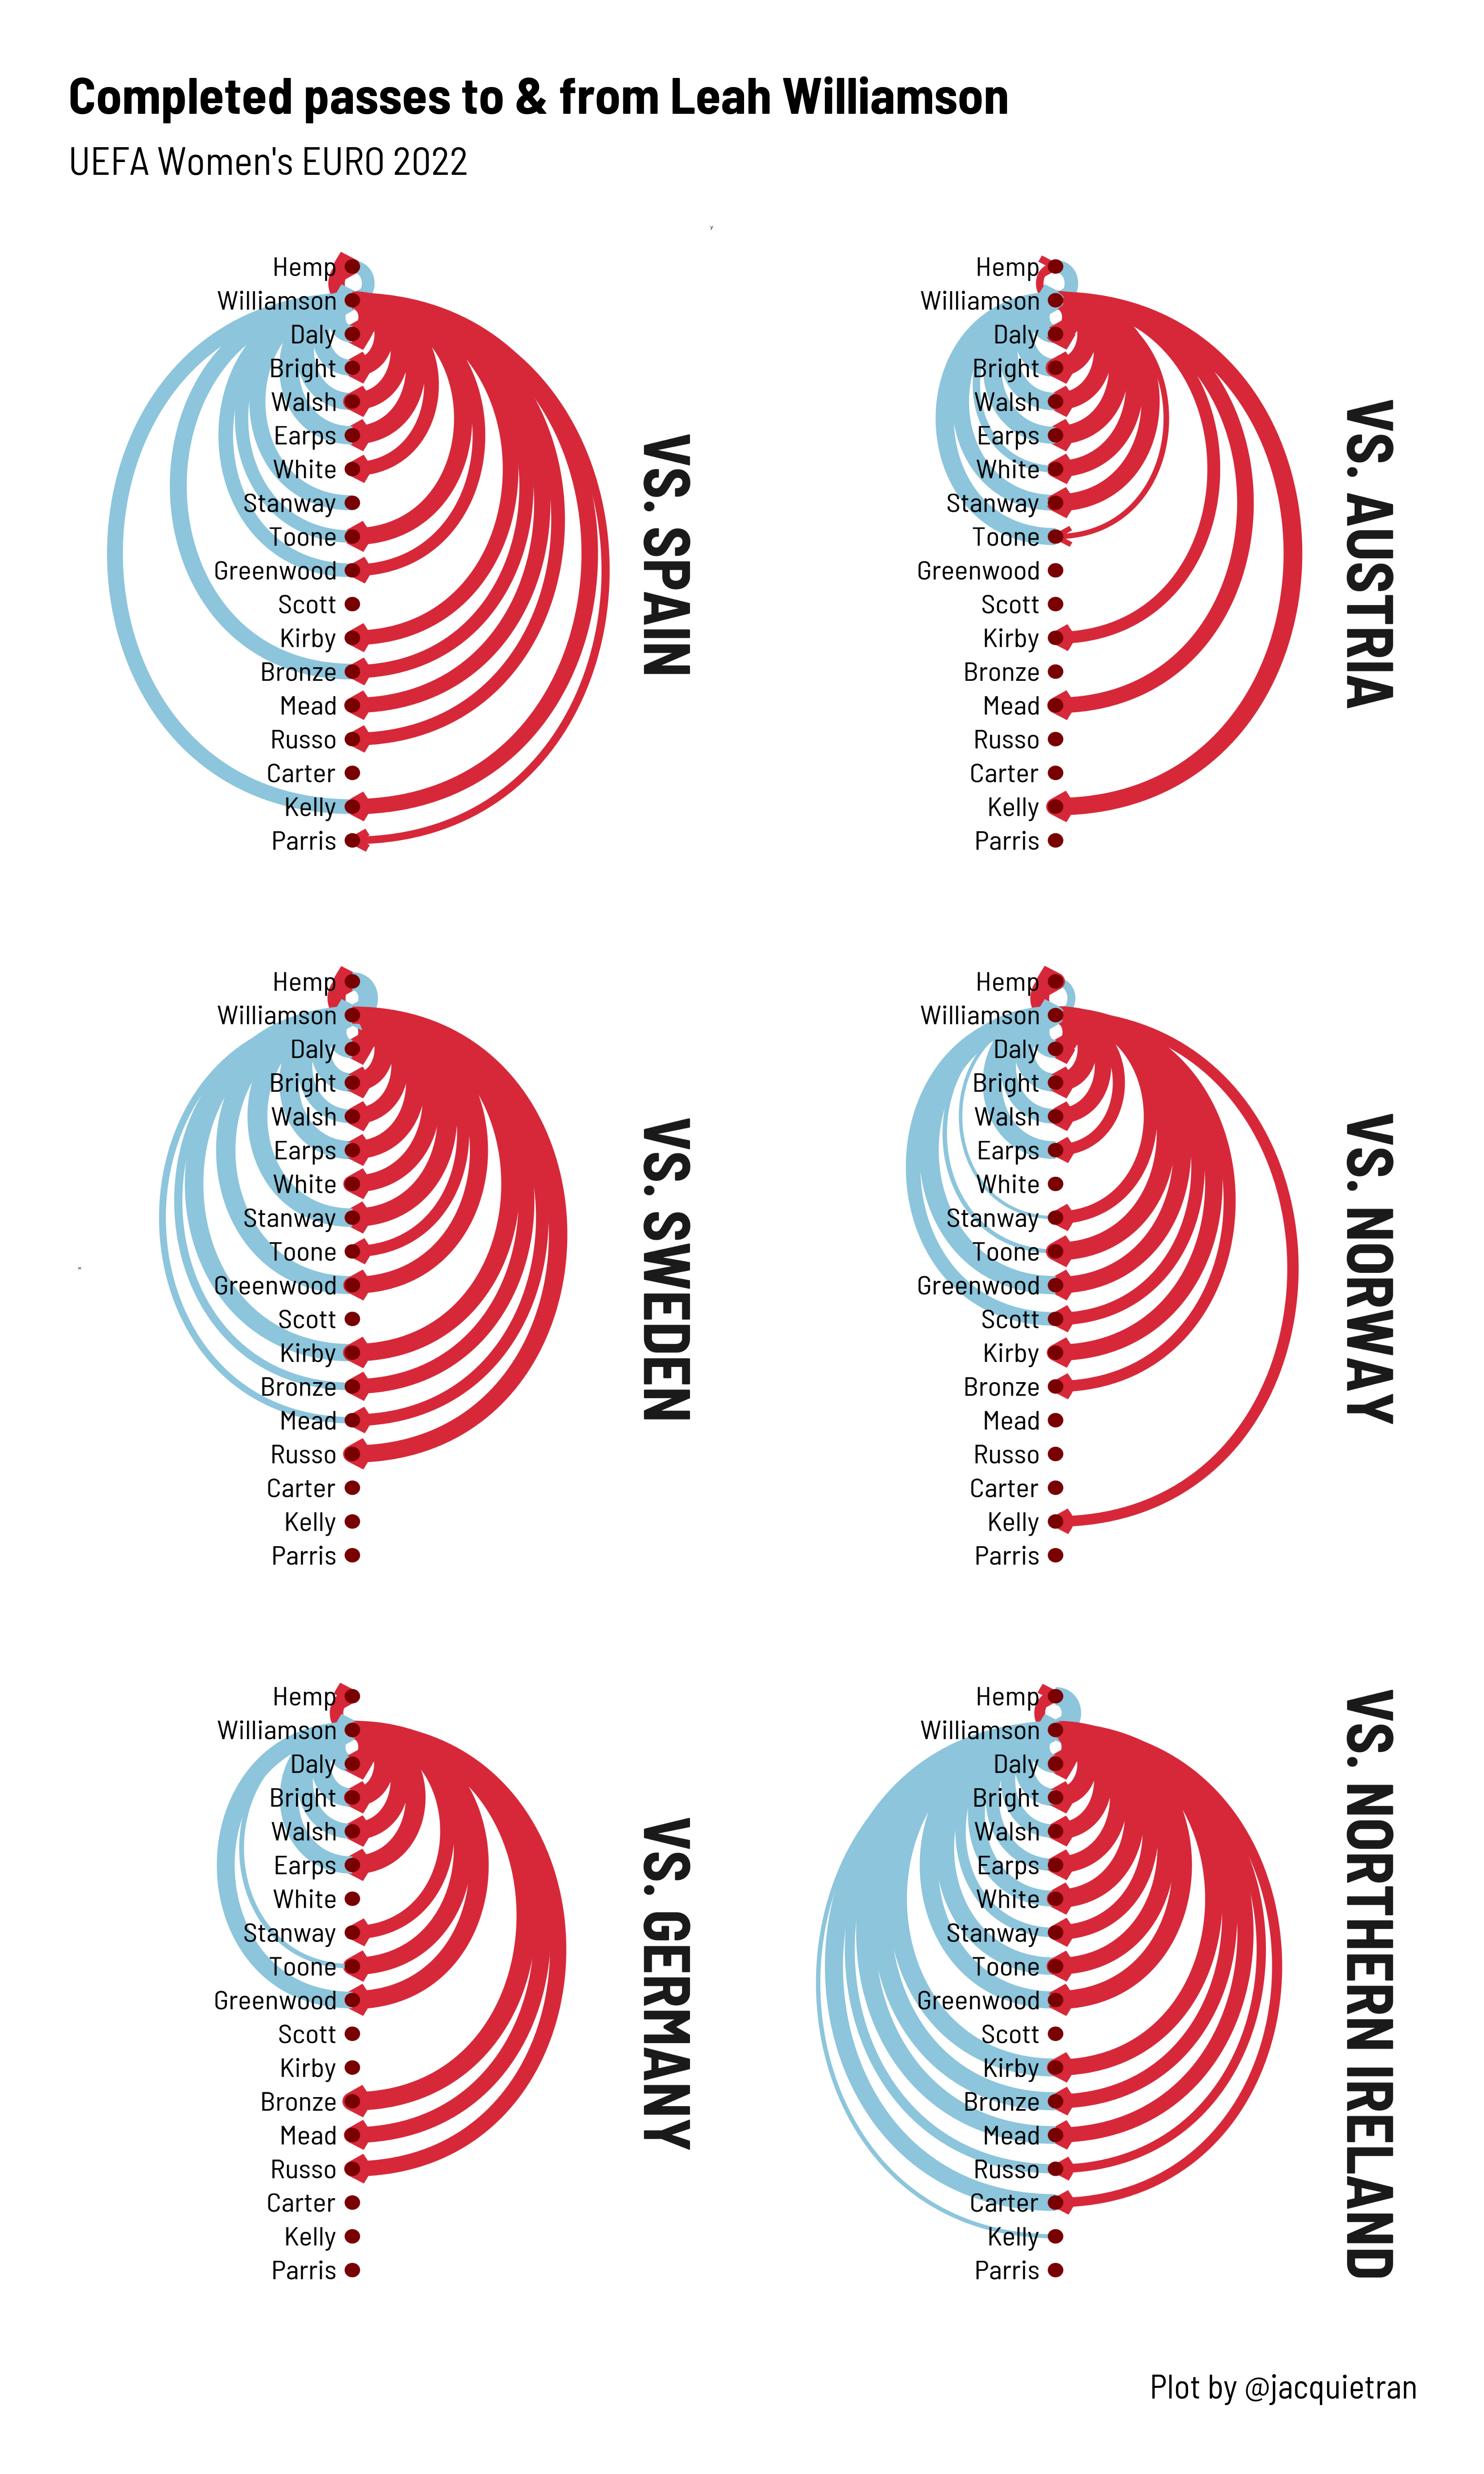 Completed passes to & from Leah Williamson
UEFA Women's EURO 2022
Hemp
Williamson
Daly
Bright
Walsh
Earps
White
Stanway
Toone
Greenwood
Scott
Kirby
Bronze
Mead
Russo
Carter
Kelly
Parris
VS. SPAIN
Hemp
Williamson
Daly
Bright
Walsh
Earps
White
Stanway
Toone
Greenwood
Scott
Kirby
Bronze
Mead
Russo
Carter
Kelly
Parris
VS. AUSTRIA
Hemp
Williamson
Daly
Bright
Walsh
Earps
White
Stanway
Toone
Greenwood
Scott
Kirby
Bronze
Mead
Russo
Carter
Kelly
Parris
VS. SWEDEN
Hemp
Williamson
Daly
Bright
Walsh
Earps
White
Stanway
Toone
Greenwood
Scott
Kirby
Bronze
Mead
Russo
Carter
Kelly
Parris
VS. NORWAY
Hemp
Williamson
Daly
Bright
Walsh
Earps
White
Stanway
Toone
Greenwood
Scott
Kirby
Bronze
Mead
Russo
Carter
Kelly
Parris
VS. GERMANY
Hemp
Williamson
Daly
Bright
Walsh
Earps
White
Stanway
Toone
Greenwood
Scott
Kirby
Bronze
Mead
Russo
Carter
Kelly
Parris
VS. NORTHERN IRELAND
Plot by @jacquietran